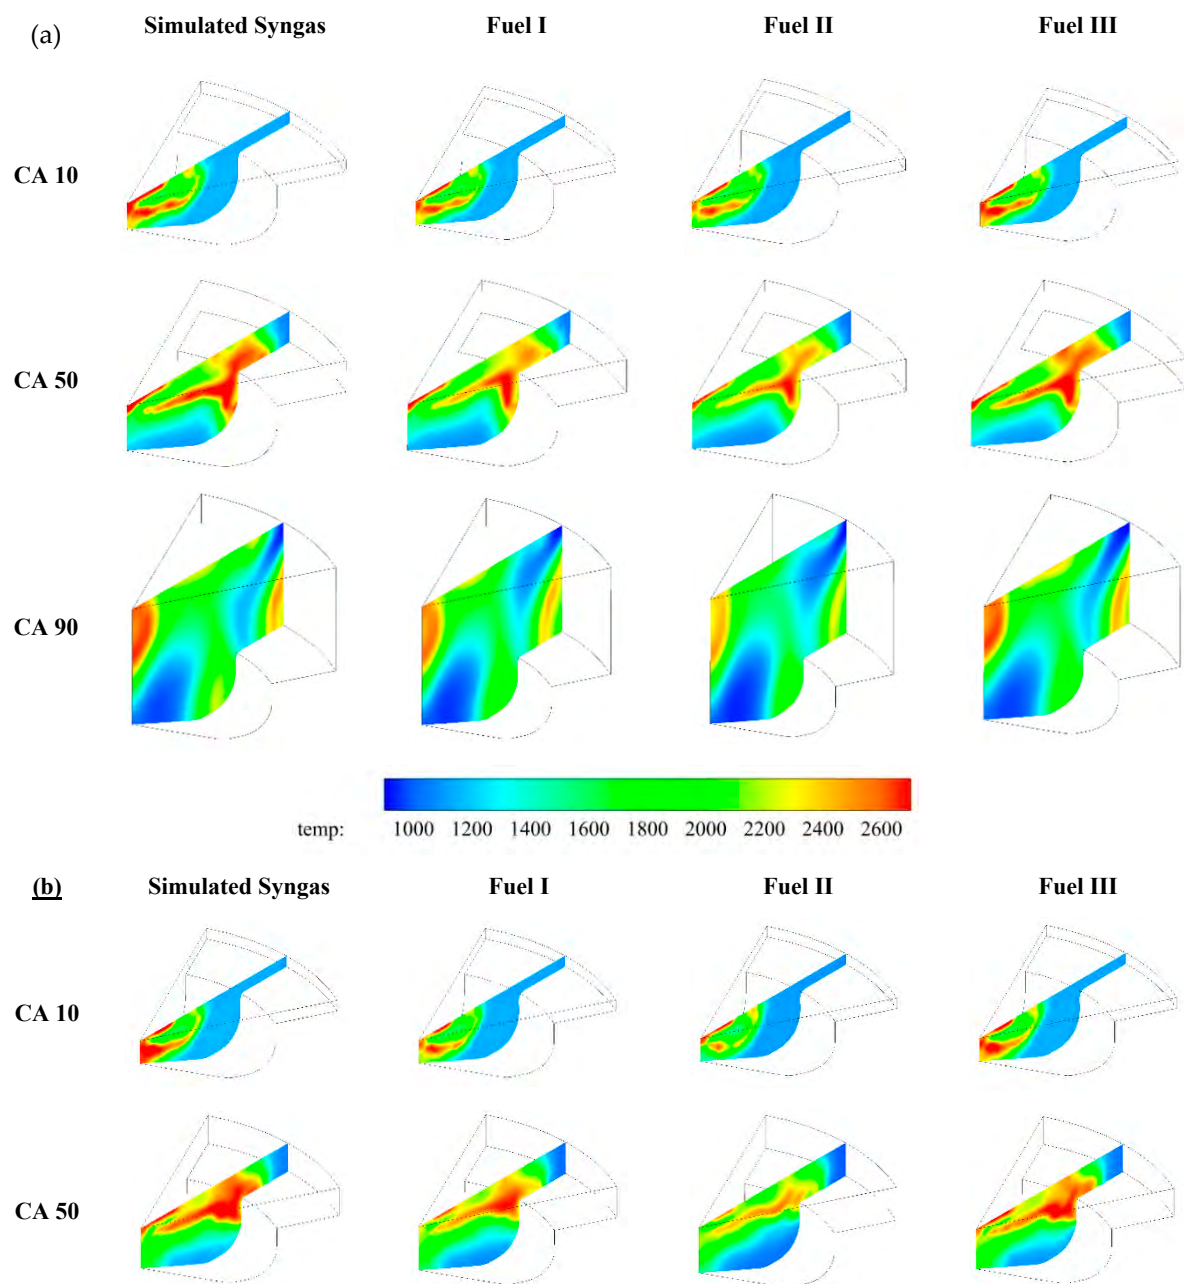 (a) Simulated Syngas Fuel I Fuel II Fuel III
CA 10
CA 50
CA 90
temp: 1000 1200 1400 1600 1800 2000 2200 2400 2600
(b) Simulated Syngas Fuel I Fuel II Fuel III
CA 10
CA 50